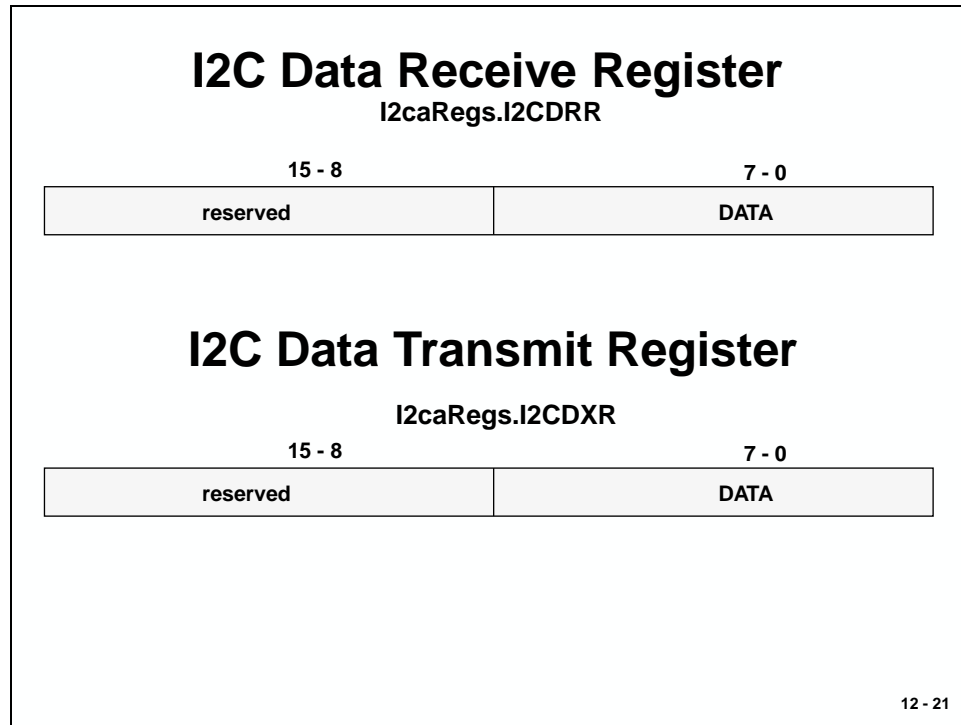 I2C Data Receive Register
I2caRegs.I2CDRR
15 - 8 7 - 0
reserved DATA
I2C Data Transmit Register
I2caRegs.I2CDXR
15 - 8 7 - 0
reserved DATA
12 - 21